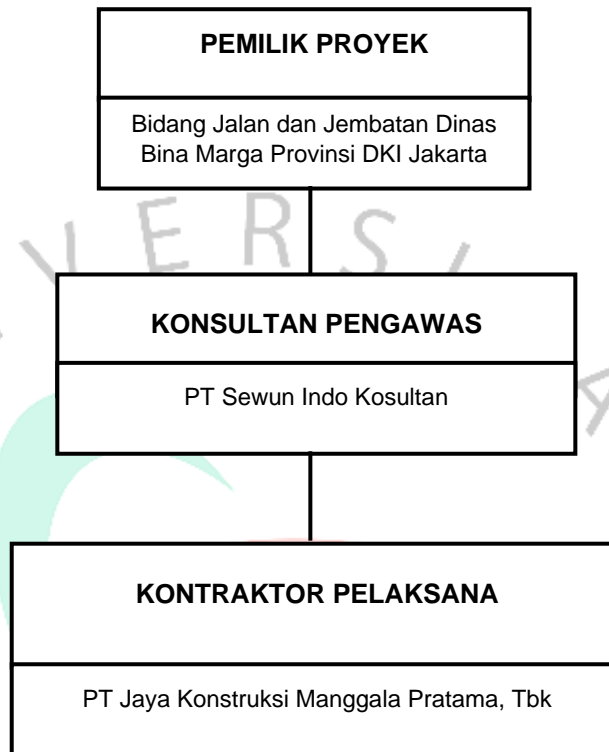 PEMILIK PROYEK
Bidang Jalan dan Jembatan Dinas
Bina Marga Provinsi DKI Jakarta
KONSULTAN PENGAWAS
PT Sewun Indo Kosultan
KONTRAKTOR PELAKSANA
PT Jaya Konstruksi Manggala Pratama, Tbk